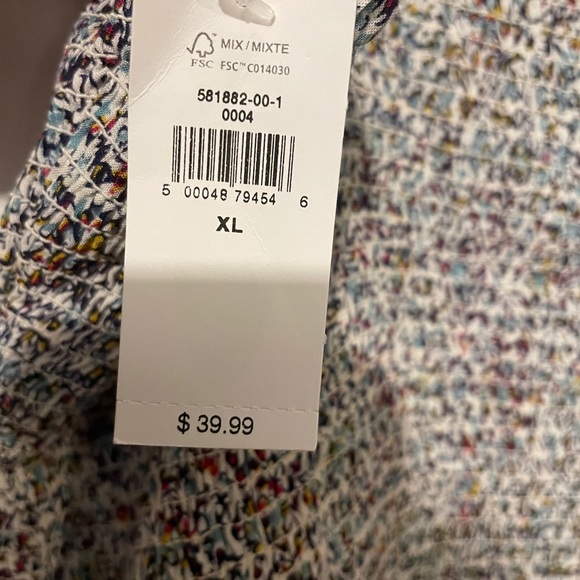 MIX / MIXTE
FSC FSC™ C014030
581882-00-1
0004
5 00048 79454 6
XL
$ 39.99